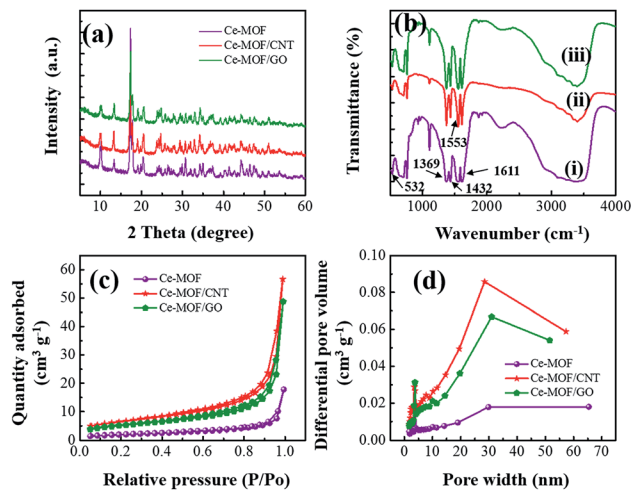 (a)
Ce-MOF
Ce-MOF/CNT
Ce-MOF/GO
Intensity (a.u.)
10 20 30 40 50 60
2 Theta (degree)
(b)
(iii)
(ii)
(i)
1553
1369
1611
532
1432
Transmittance (%)
1000 2000 3000 4000
Wavenumber (cm-1)
(c)
Ce-MOF
Ce-MOF/CNT
Ce-MOF/GO
Quantity adsorbed
(cm3 g-1)
60
50
40
30
20
10
0
0.0 0.2 0.4 0.6 0.8 1.0
Relative pressure (P/Po)
(d)
Ce-MOF
Ce-MOF/CNT
Ce-MOF/GO
Differential pore volume
(cm3 g-1)
0.10
0.08
0.06
0.04
0.02
0.00
0 10 20 30 40 50 60 70
Pore width (nm)